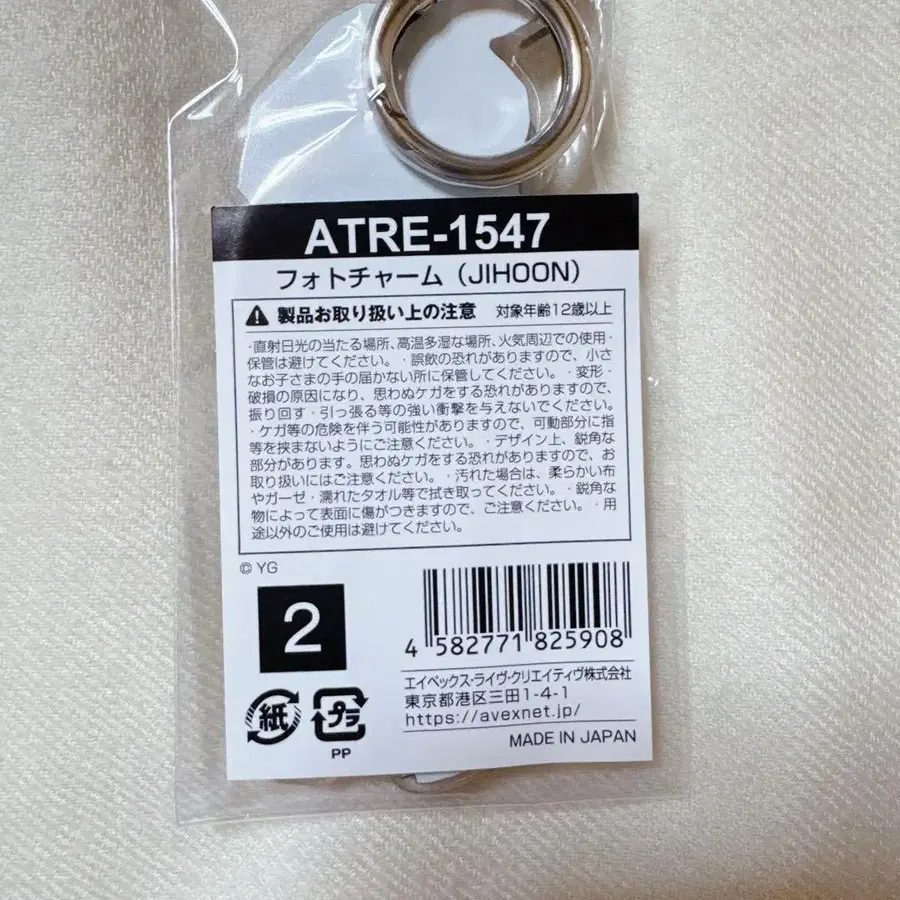 ATRE-1547
フォトチャーム（JIHOON）
製品お取り扱い上の注意 対象年齢12歳以上
・直射日光の当たる場所、高温多湿な場所、火気周辺での使用・
保管は避けてください。・誤飲の恐れがありますので、小さ
なお子さまの手の届かない所に保管してください。・変形・
破損の原因になり、思わぬケガをする恐れがありますので、
振り回す・引っ張る等の強い衝撃を与えないでください。
・ケガ等の危険を伴う可能性がありますので、可動部分に指
等を挟まないようにご注意ください。・デザイン上、鋭角な
部分があります。思わぬケガをする恐れがありますので、お
取り扱いにはご注意ください。・汚れた場合は、柔らかい布
やガーゼ・濡れたタオル等で拭き取ってください。・鋭角な
物によって表面に傷がつきますので、ご注意ください。・用
途以外のご使用は避けてください。
© YG
2
4 582771 825908
エイベックス・ライヴ・クリエイティヴ株式会社
東京都港区三田1-4-1
https://avexnet.jp/
紙
プラ
PP
MADE IN JAPAN